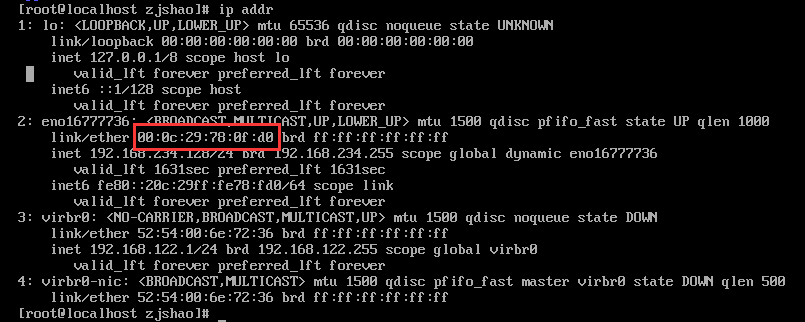 [root@localhost zjshao]# ip addr
1: lo: <LOOPBACK,UP,LOWER_UP> mtu 65536 qdisc noqueue state UNKNOWN
    link/loopback 00:00:00:00:00:00 brd 00:00:00:00:00:00
    inet 127.0.0.1/8 scope host lo
       valid_lft forever preferred_lft forever
    inet6 ::1/128 scope host
       valid_lft forever preferred_lft forever
2: eno16777736: <BROADCAST,MULTICAST,UP,LOWER_UP> mtu 1500 qdisc pfifo_fast state UP qlen 1000
    link/ether 00:0c:29:78:0f:d0 brd ff:ff:ff:ff:ff:ff
    inet 192.168.234.128/24 brd 192.168.234.255 scope global dynamic eno16777736
       valid_lft 1631sec preferred_lft 1631sec
    inet6 fe80::20c:29ff:fe78:fd0/64 scope link
       valid_lft forever preferred_lft forever
3: virbr0: <NO-CARRIER,BROADCAST,MULTICAST,UP> mtu 1500 qdisc noqueue state DOWN
    link/ether 52:54:00:6e:72:36 brd ff:ff:ff:ff:ff:ff
    inet 192.168.122.1/24 brd 192.168.122.255 scope global virbr0
       valid_lft forever preferred_lft forever
4: virbr0-nic: <BROADCAST,MULTICAST> mtu 1500 qdisc pfifo_fast master virbr0 state DOWN qlen 500
    link/ether 52:54:00:6e:72:36 brd ff:ff:ff:ff:ff:ff
[root@localhost zjshao]# _